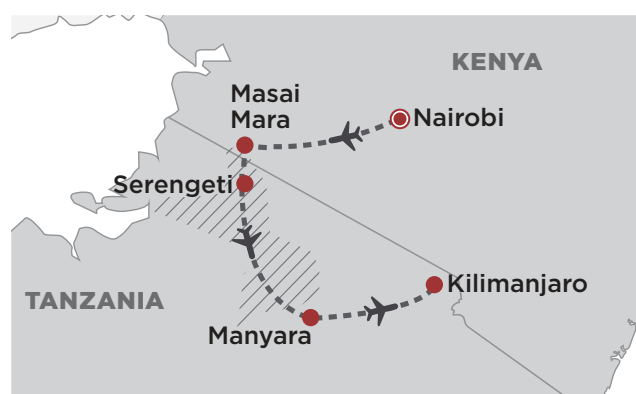 KENYA
Masai
Mara
Nairobi
Serengeti
Kilimanjaro
TANZANIA
Manyara